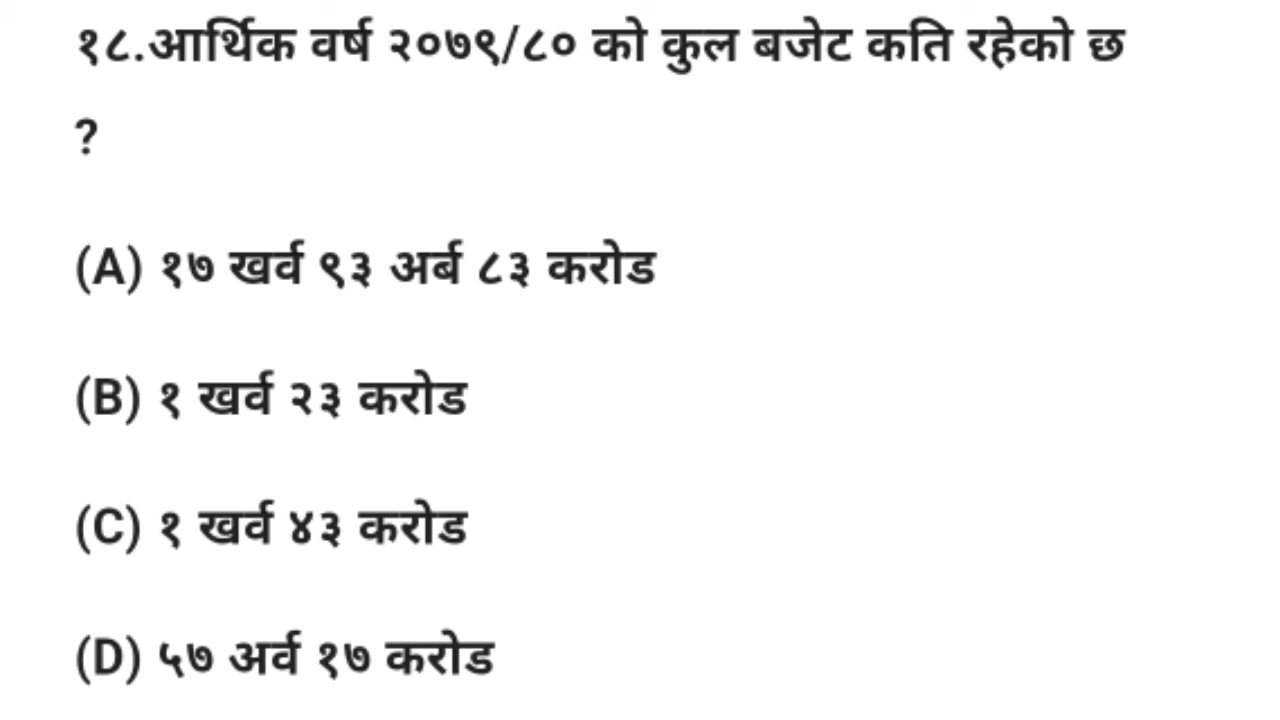 १८.आर्थिक वर्ष २०७९/८० को कुल बजेट कति रहेको छ
?
(A) १७ खर्व ९३ अर्ब ८३ करोड
(B) १ खर्व २३ करोड
(C) १ खर्व ४३ करोड
(D) ५७ अर्व १७ करोड